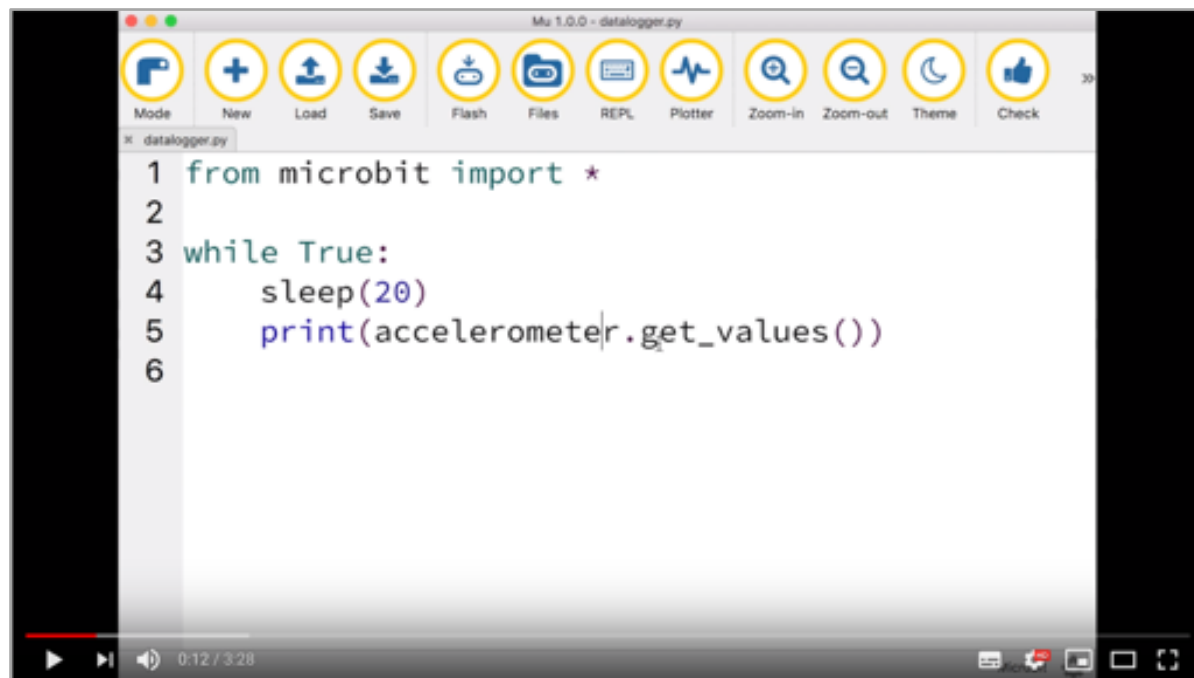 Mu 1.0.0 - datalogger.py
Mode New Load Save Flash Files REPL Plotter Zoom-in Zoom-out Theme Check »
× datalogger.py
1 from microbit import *
2
3 while True:
4 sleep(20)
5 print(accelerometer.get_values())
6
0:12 / 3:28 HD